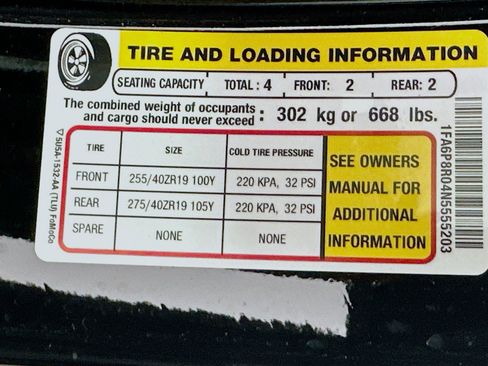 TIRE AND LOADING INFORMATION
SEATING CAPACITY TOTAL : 4 FRONT: 2 REAR: 2
The combined weight of occupants
and cargo should never exceed : 302 kg or 668 lbs.
TIRE SIZE COLD TIRE PRESSURE
FRONT 255/40ZR19 100Y 220 KPA, 32 PSI
REAR 275/40ZR19 105Y 220 KPA, 32 PSI
SPARE NONE NONE
SEE OWNERS
MANUAL FOR
ADDITIONAL
INFORMATION
5U5A-1532-AA (TLU) FoMoCo
1FA6P8R04N5555203